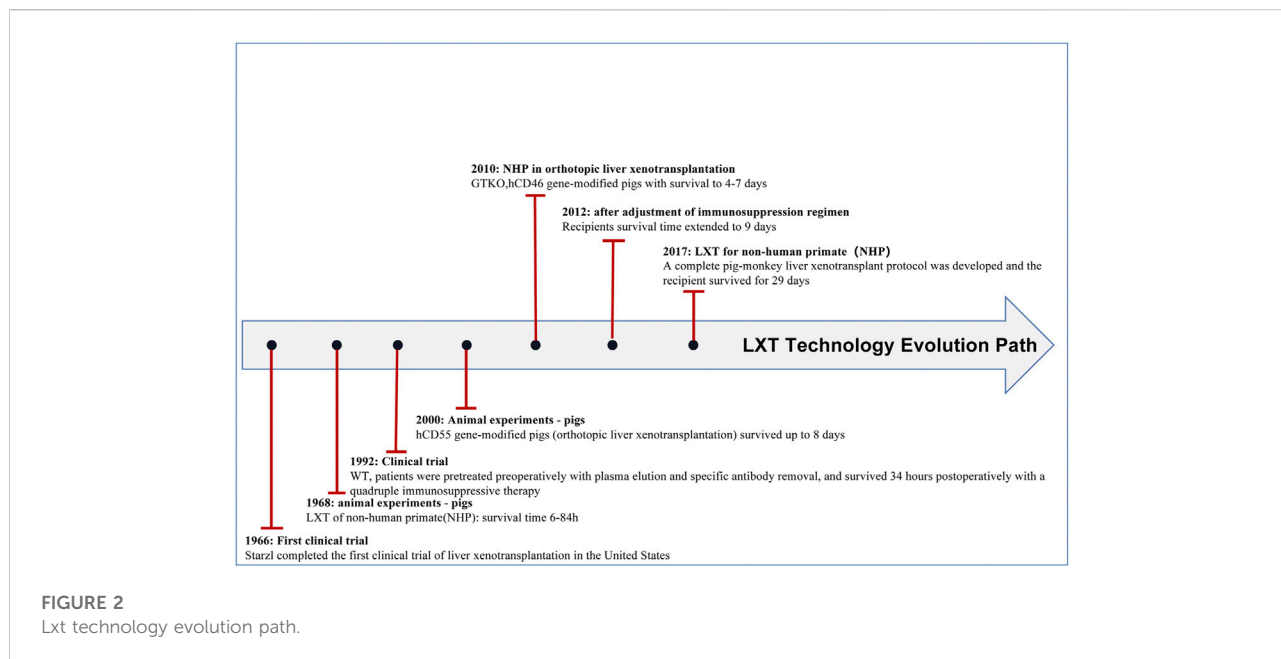 2010: NHP in orthotopic liver xenotransplantation
GTKO,hCD46 gene-modified pigs with survival to 4-7 days
2012: after adjustment of immunosuppression regimen
Recipients survival time extended to 9 days
2017: LXT for non-human primate（NHP）
A complete pig-monkey liver xenotransplant protocol was developed and the
recipient survived for 29 days
LXT Technology Evolution Path
2000: Animal experiments - pigs
hCD55 gene-modified pigs (orthotopic liver xenotransplantation) survived up to 8 days
1992: Clinical trial
WT, patients were pretreated preoperatively with plasma elution and specific antibody removal, and survived 34 hours postoperatively with a
quadruple immunosuppressive therapy
1968: animal experiments - pigs
LXT of non-human primate(NHP): survival time 6-84h
1966: First clinical trial
Starzl completed the first clinical trial of liver xenotransplantation in the United States
FIGURE 2
Lxt technology evolution path.